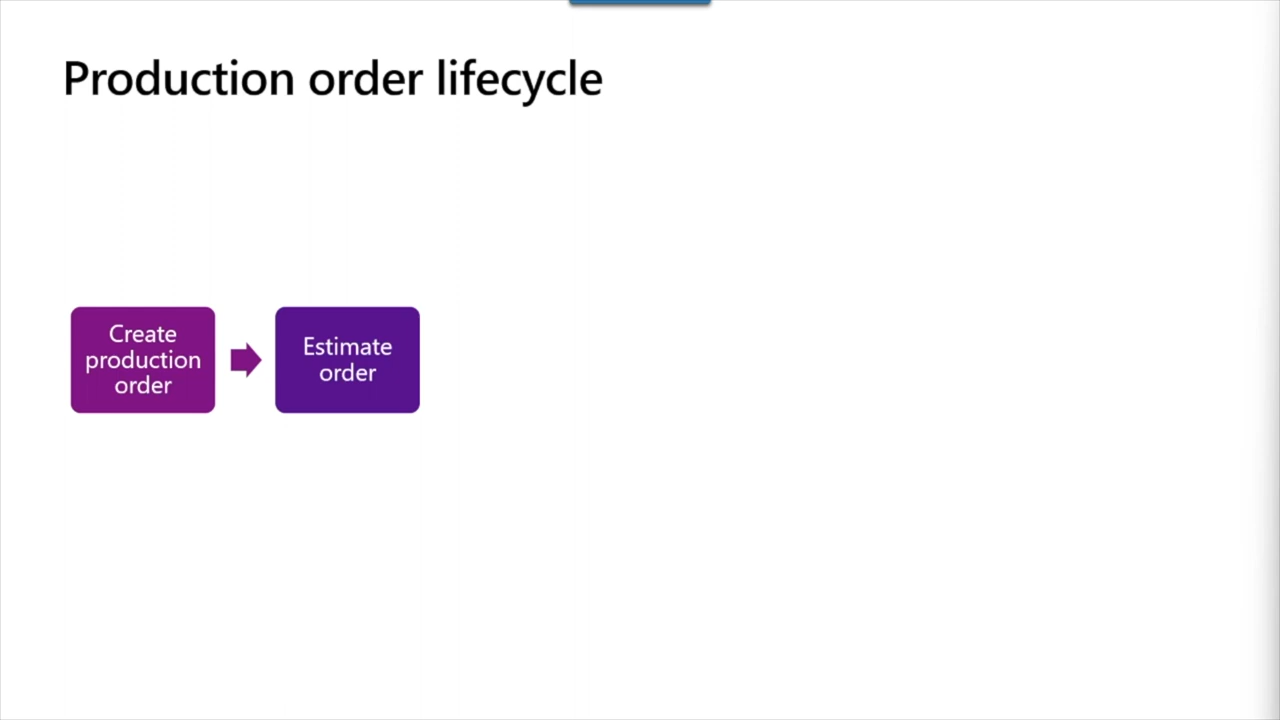 Production order lifecycle
Create
production
order
Estimate
order